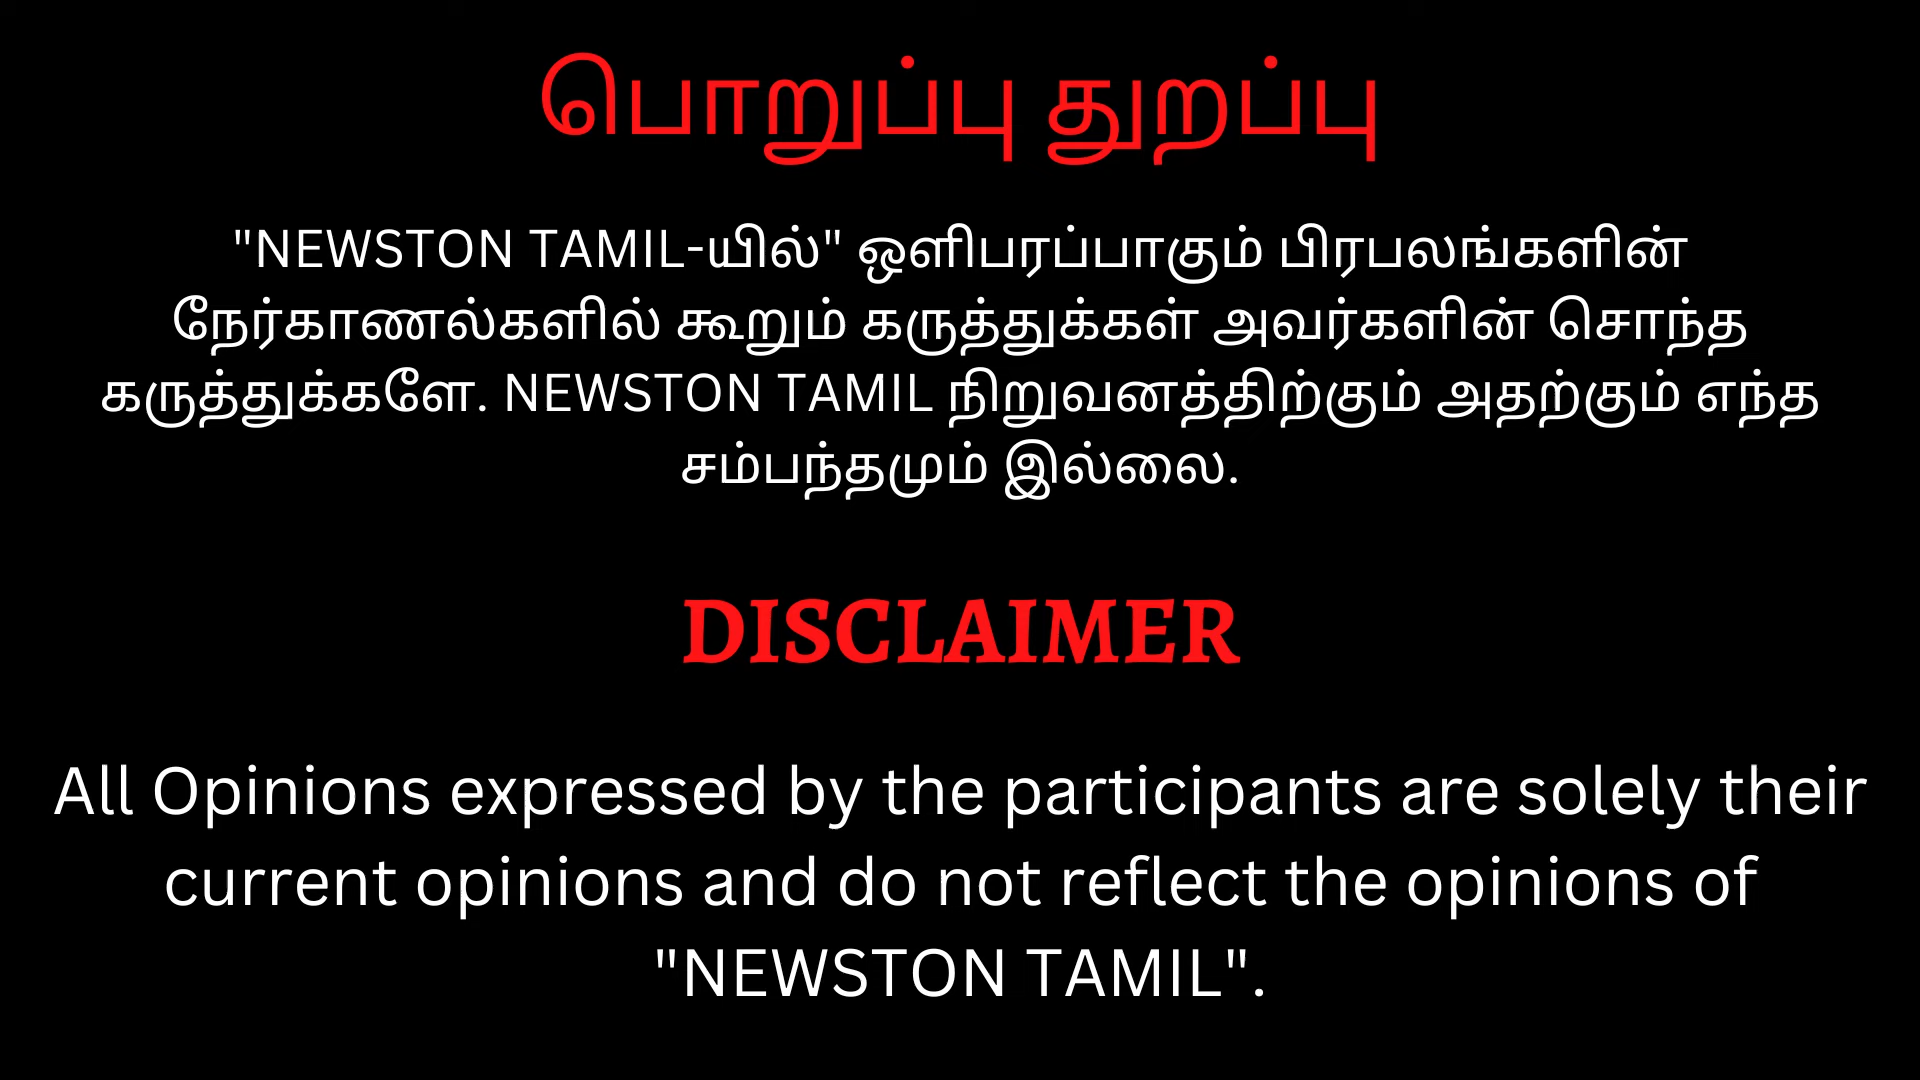 பொறுப்பு துறப்பு
"NEWSTON TAMIL-யில்" ஒளிபரப்பாகும் பிரபலங்களின்
நேர்காணல்களில் கூறும் கருத்துக்கள் அவர்களின் சொந்த
கருத்துக்களே. NEWSTON TAMIL நிறுவனத்திற்கும் அதற்கும் எந்த
சம்பந்தமும் இல்லை.
DISCLAIMER
All Opinions expressed by the participants are solely their
current opinions and do not reflect the opinions of
"NEWSTON TAMIL".